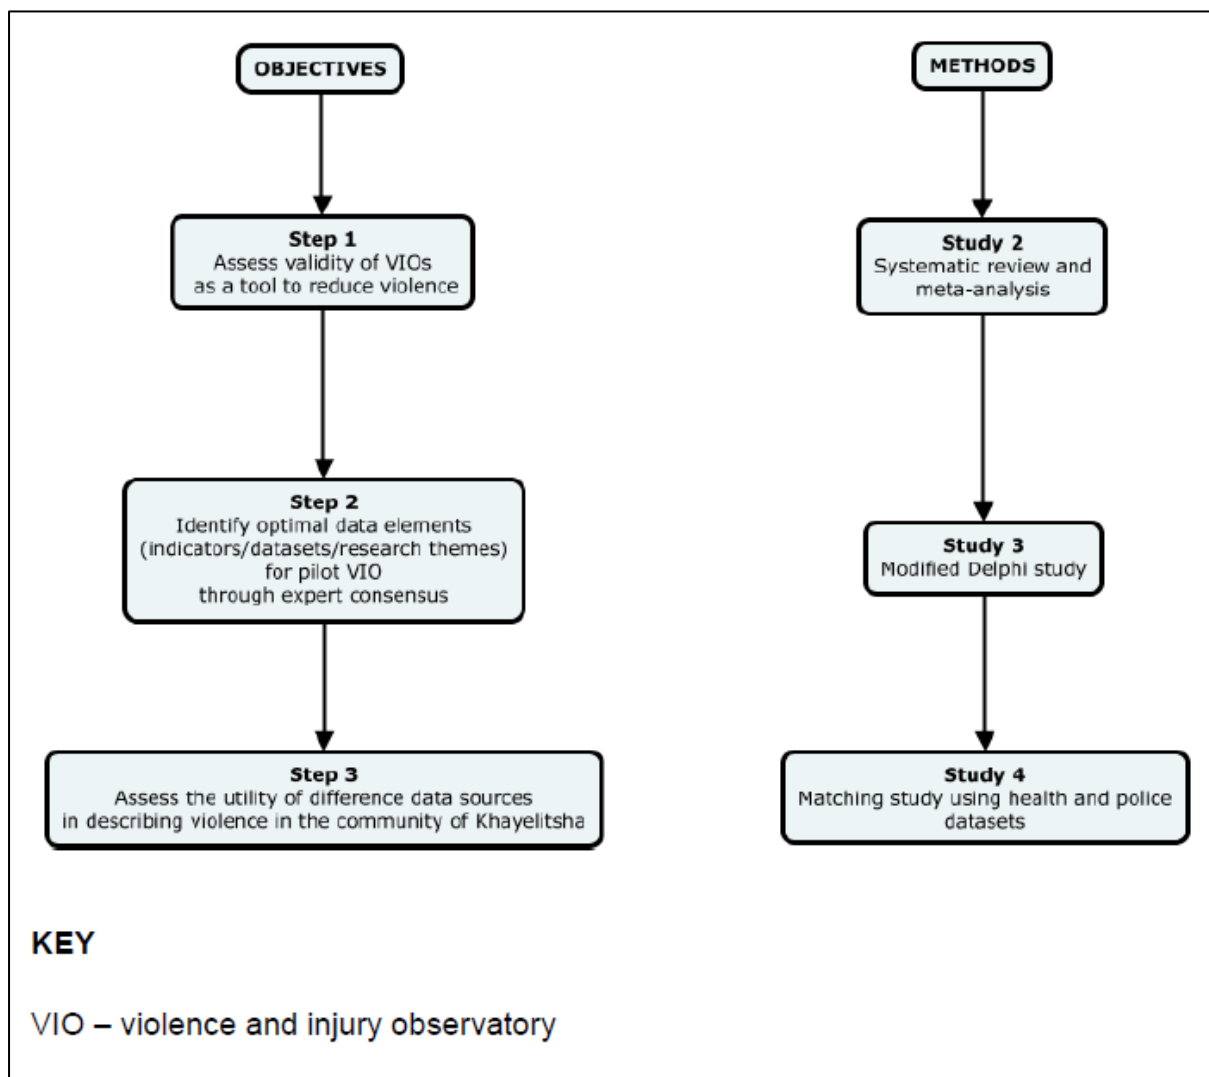 OBJECTIVES
Step 1
Assess validity of VIOs
as a tool to reduce violence
Step 2
Identify optimal data elements
(indicators/datasets/research themes)
for pilot VIO
through expert consensus
Step 3
Assess the utility of difference data sources
in describing violence in the community of Khayelitsha
METHODS
Study 2
Systematic review and
meta-analysis
Study 3
Modified Delphi study
Study 4
Matching study using health and police
datasets
KEY
VIO – violence and injury observatory